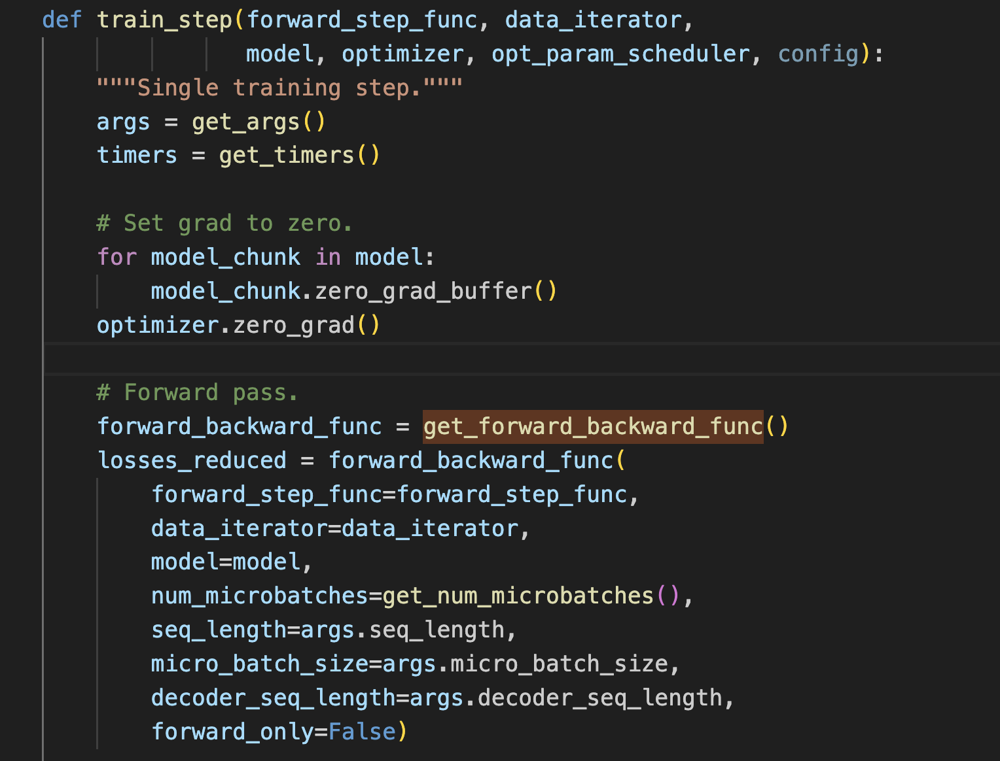 def train_step(forward_step_func, data_iterator,
               model, optimizer, opt_param_scheduler, config):
    """Single training step."""
    args = get_args()
    timers = get_timers()

    # Set grad to zero.
    for model_chunk in model:
        model_chunk.zero_grad_buffer()
    optimizer.zero_grad()

    # Forward pass.
    forward_backward_func = get_forward_backward_func()
    losses_reduced = forward_backward_func(
        forward_step_func=forward_step_func,
        data_iterator=data_iterator,
        model=model,
        num_microbatches=get_num_microbatches(),
        seq_length=args.seq_length,
        micro_batch_size=args.micro_batch_size,
        decoder_seq_length=args.decoder_seq_length,
        forward_only=False)